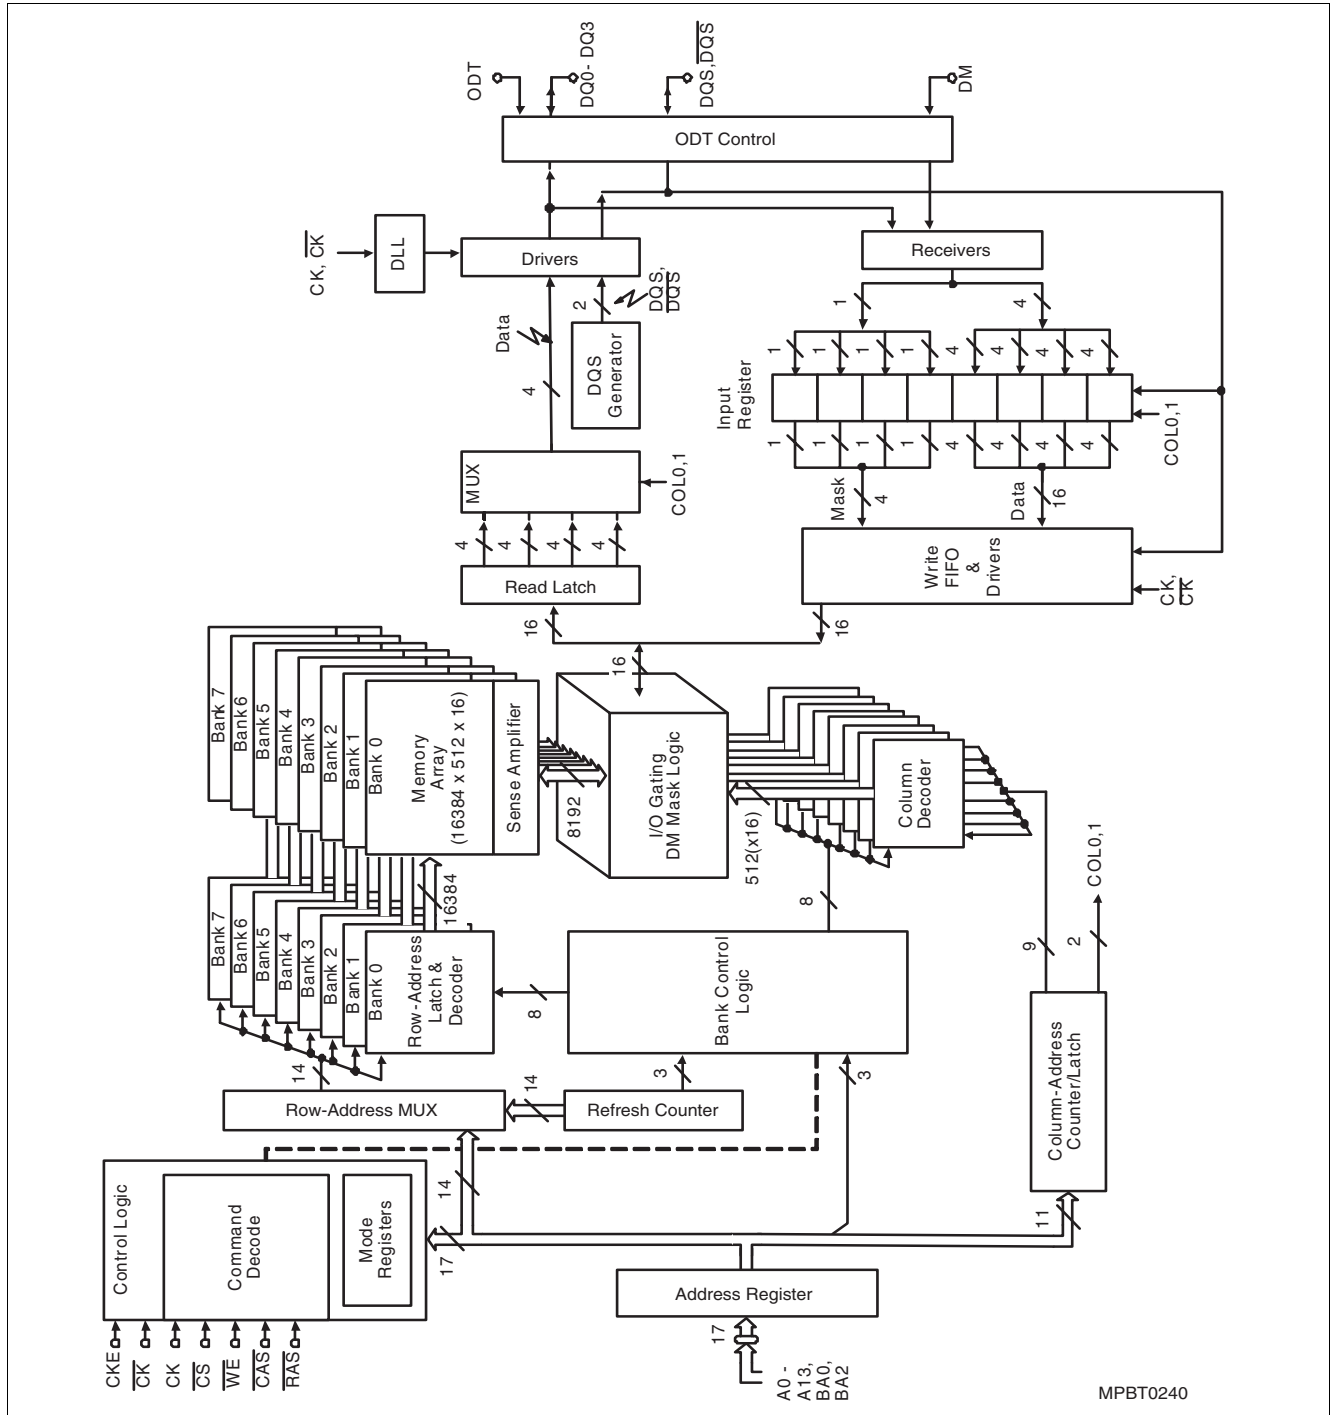 ODT
DQ0- DQ3
DQS,DQS
DM
ODT Control
CK, CK
DLL
Drivers
Receivers
DQS,
DQS
2
Data
DQS
Generator
4
1
4
1
1
1
1
4
4
4
4
Input
Register
COL0,1
1
1
1
1
4
4
4
4
MUX
COL0,1
Mask
4
Data
16
4
4
4
4
Read Latch
Write
FIFO
&
Drivers
CK,
CK
16
16
16
Bank 7
Bank 6
Bank 5
Bank 4
Bank 3
Bank 2
Bank 1
Bank 0
Memory
Array
(16384 x 512 x 16)
Sense Amplifier
8192
I/O Gating
DM Mask Logic
512(x16)
Column
Decoder
16384
Bank 7
Bank 6
Bank 5
Bank 4
Bank 3
Bank 2
Bank 1
Bank 0
Row-Address
Latch &
Decoder
8
8
Bank Control
Logic
9
2
COL0,1
14
Row-Address MUX
14
Refresh Counter
3
3
Column-Address
Counter/Latch
Control Logic
Command
Decode
Mode
Registers
14
17
11
Address Register
17
CKE
CK
CK
CS
WE
CAS
RAS
A0 -
A13,
BA0,
BA2
MPBT0240